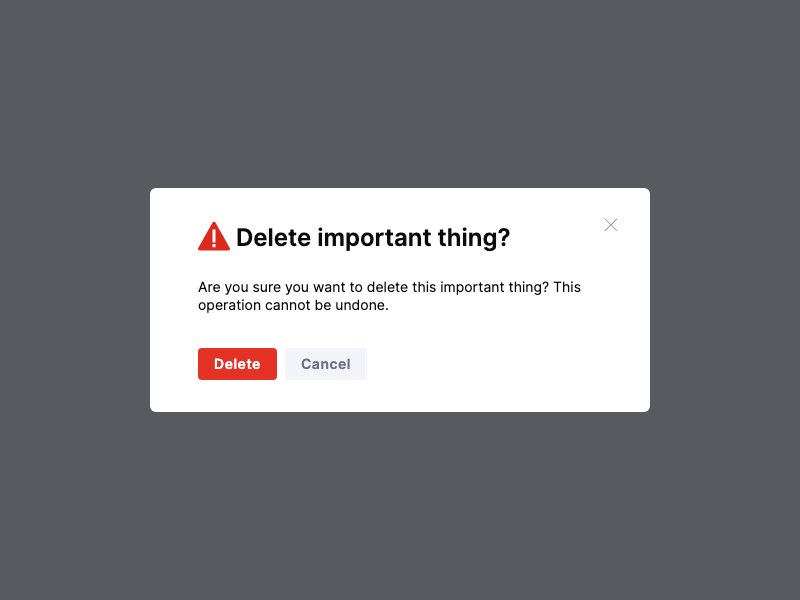 Delete important thing?
Are you sure you want to delete this important thing? This
operation cannot be undone.
Delete
Cancel